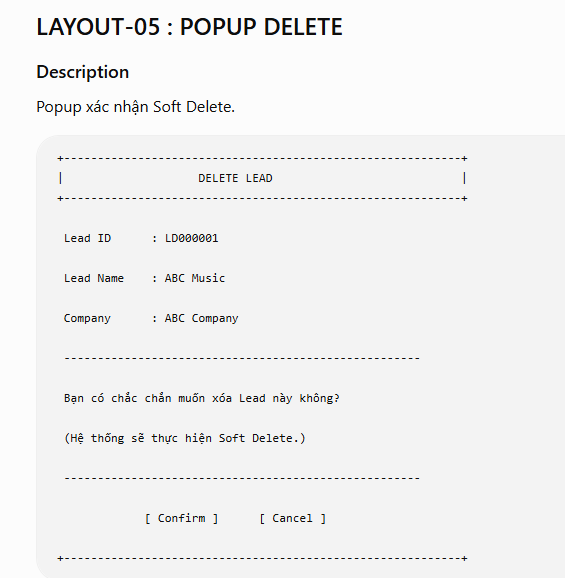 LAYOUT-05 : POPUP DELETE
Description
Popup xác nhận Soft Delete.
+------------------------------------------------------------+
|                    DELETE LEAD                            |
+------------------------------------------------------------+
Lead ID      : LD000001
Lead Name    : ABC Music
Company      : ABC Company
-----------------------------------------------------
Bạn có chắc chắn muốn xóa Lead này không?
(Hệ thống sẽ thực hiện Soft Delete.)
-----------------------------------------------------
[ Confirm ]      [ Cancel ]
+------------------------------------------------------------+